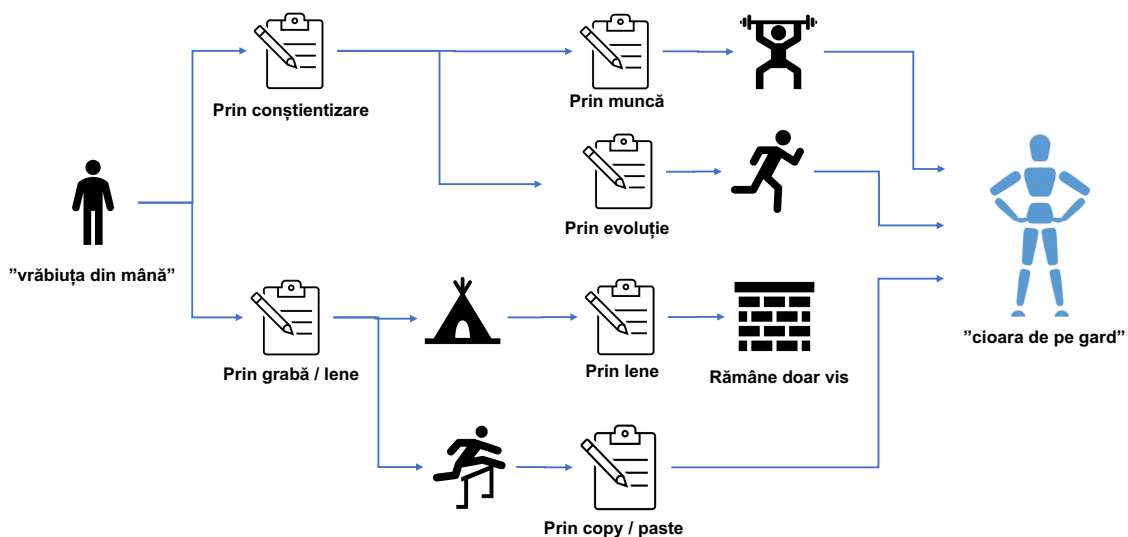 Prin conștientizare
Prin muncă
Prin evoluție
”vrăbiuța din mână”
”cioara de pe gard”
Prin grabă / lene
Prin lene
Rămâne doar vis
Prin copy / paste